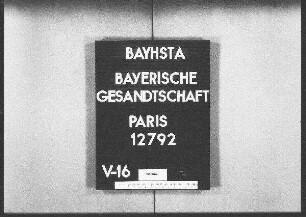 BAYHSTA
BAYERISCHE
GESANDTSCHAFT
PARIS
12792
V-16